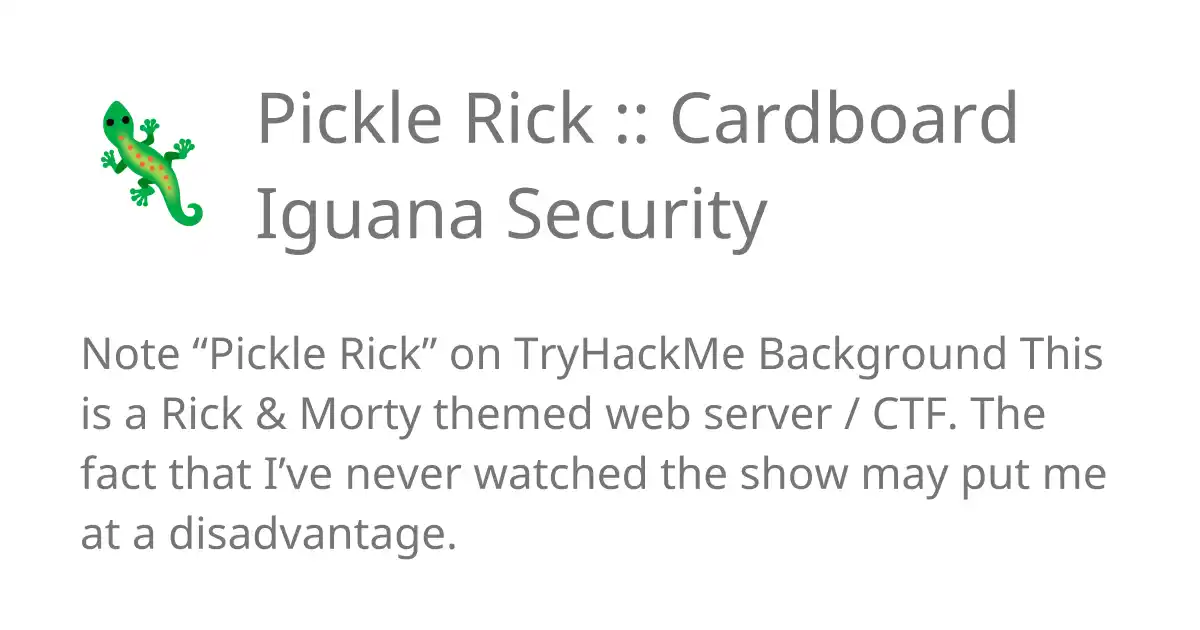 Pickle Rick :: Cardboard
Iguana Security
Note “Pickle Rick” on TryHackMe Background This
is a Rick & Morty themed web server / CTF. The
fact that I’ve never watched the show may put me
at a disadvantage.